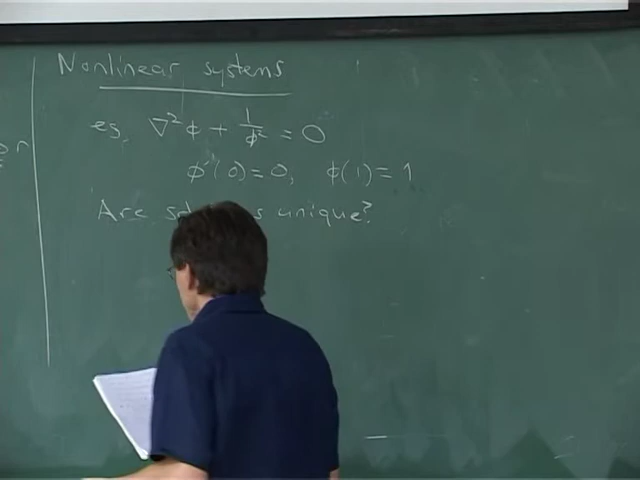 Nonlinear systems
eg, ∇²φ + 1/φ² = 0
φ'(0) = 0, φ(1) = 1
Are unique?